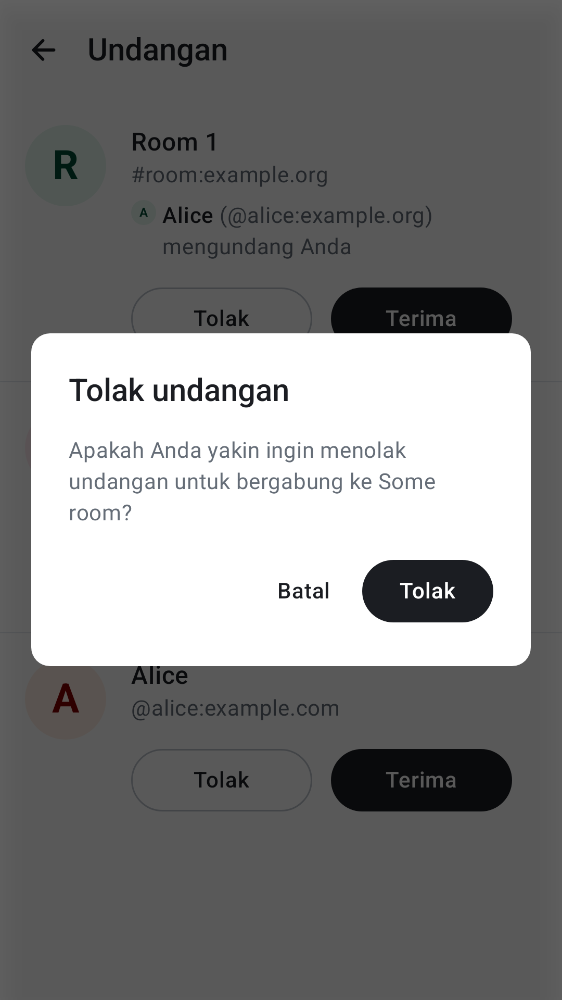 Undangan
R
Room 1
#room:example.org
A Alice (@alice:example.org)
mengundang Anda
Tolak Terima
Tolak undangan
Apakah Anda yakin ingin menolak
undangan untuk bergabung ke Some
room?
Batal Tolak
Alice
A
@alice:example.com
Tolak Terima